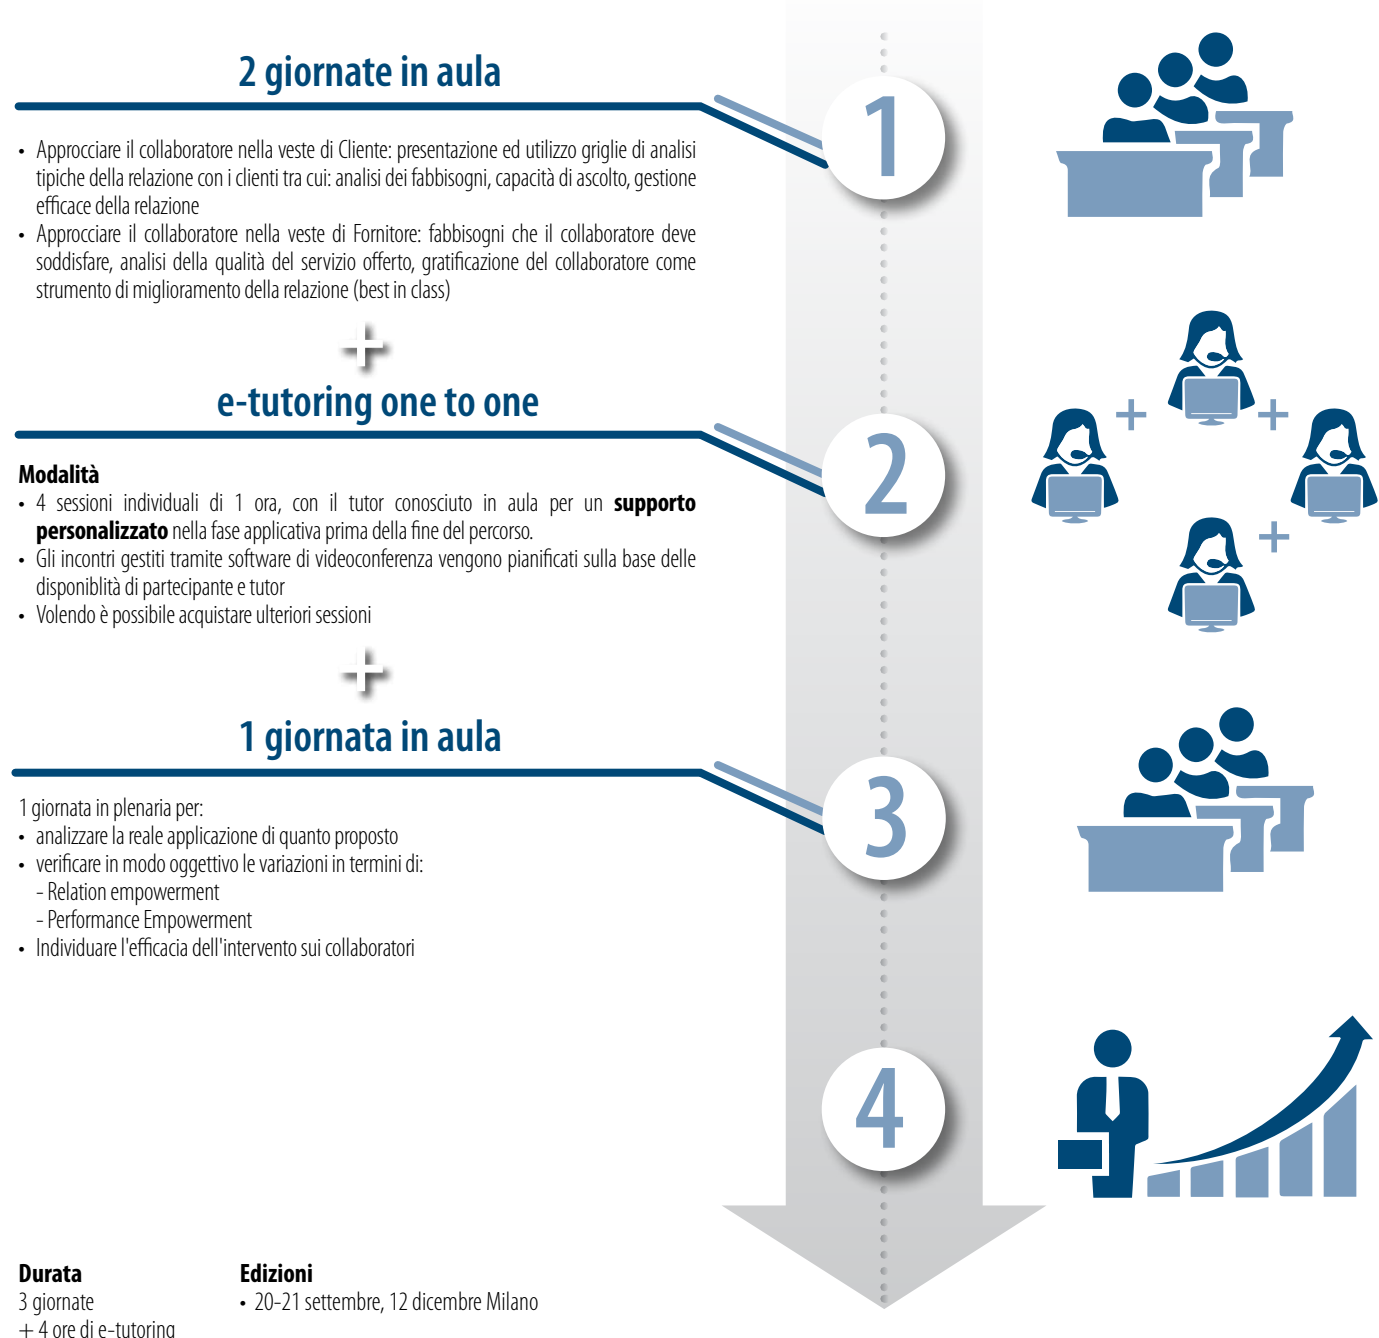 2 giornate in aula
1
• Approcciare il collaboratore nella veste di Cliente: presentazione ed utilizzo griglie di analisi
tipiche della relazione con i clienti tra cui: analisi dei fabbisogni, capacità di ascolto, gestione
efficace della relazione
• Approcciare il collaboratore nella veste di Fornitore: fabbisogni che il collaboratore deve
soddisfare, analisi della qualità del servizio offerto, gratificazione del collaboratore come
strumento di miglioramento della relazione (best in class)
+
e-tutoring one to one
2
Modalità
• 4 sessioni individuali di 1 ora, con il tutor conosciuto in aula per un supporto
personalizzato nella fase applicativa prima della fine del percorso.
• Gli incontri gestiti tramite software di videoconferenza vengono pianificati sulla base delle
disponiblità di partecipante e tutor
• Volendo è possibile acquistare ulteriori sessioni
+
1 giornata in aula
3
1 giornata in plenaria per:
• analizzare la reale applicazione di quanto proposto
• verificare in modo oggettivo le variazioni in termini di:
- Relation empowerment
- Performance Empowerment
• Individuare l'efficacia dell'intervento sui collaboratori
4
Durata
3 giornate
+ 4 ore di e-tutoring
Edizioni
• 20-21 settembre, 12 dicembre Milano